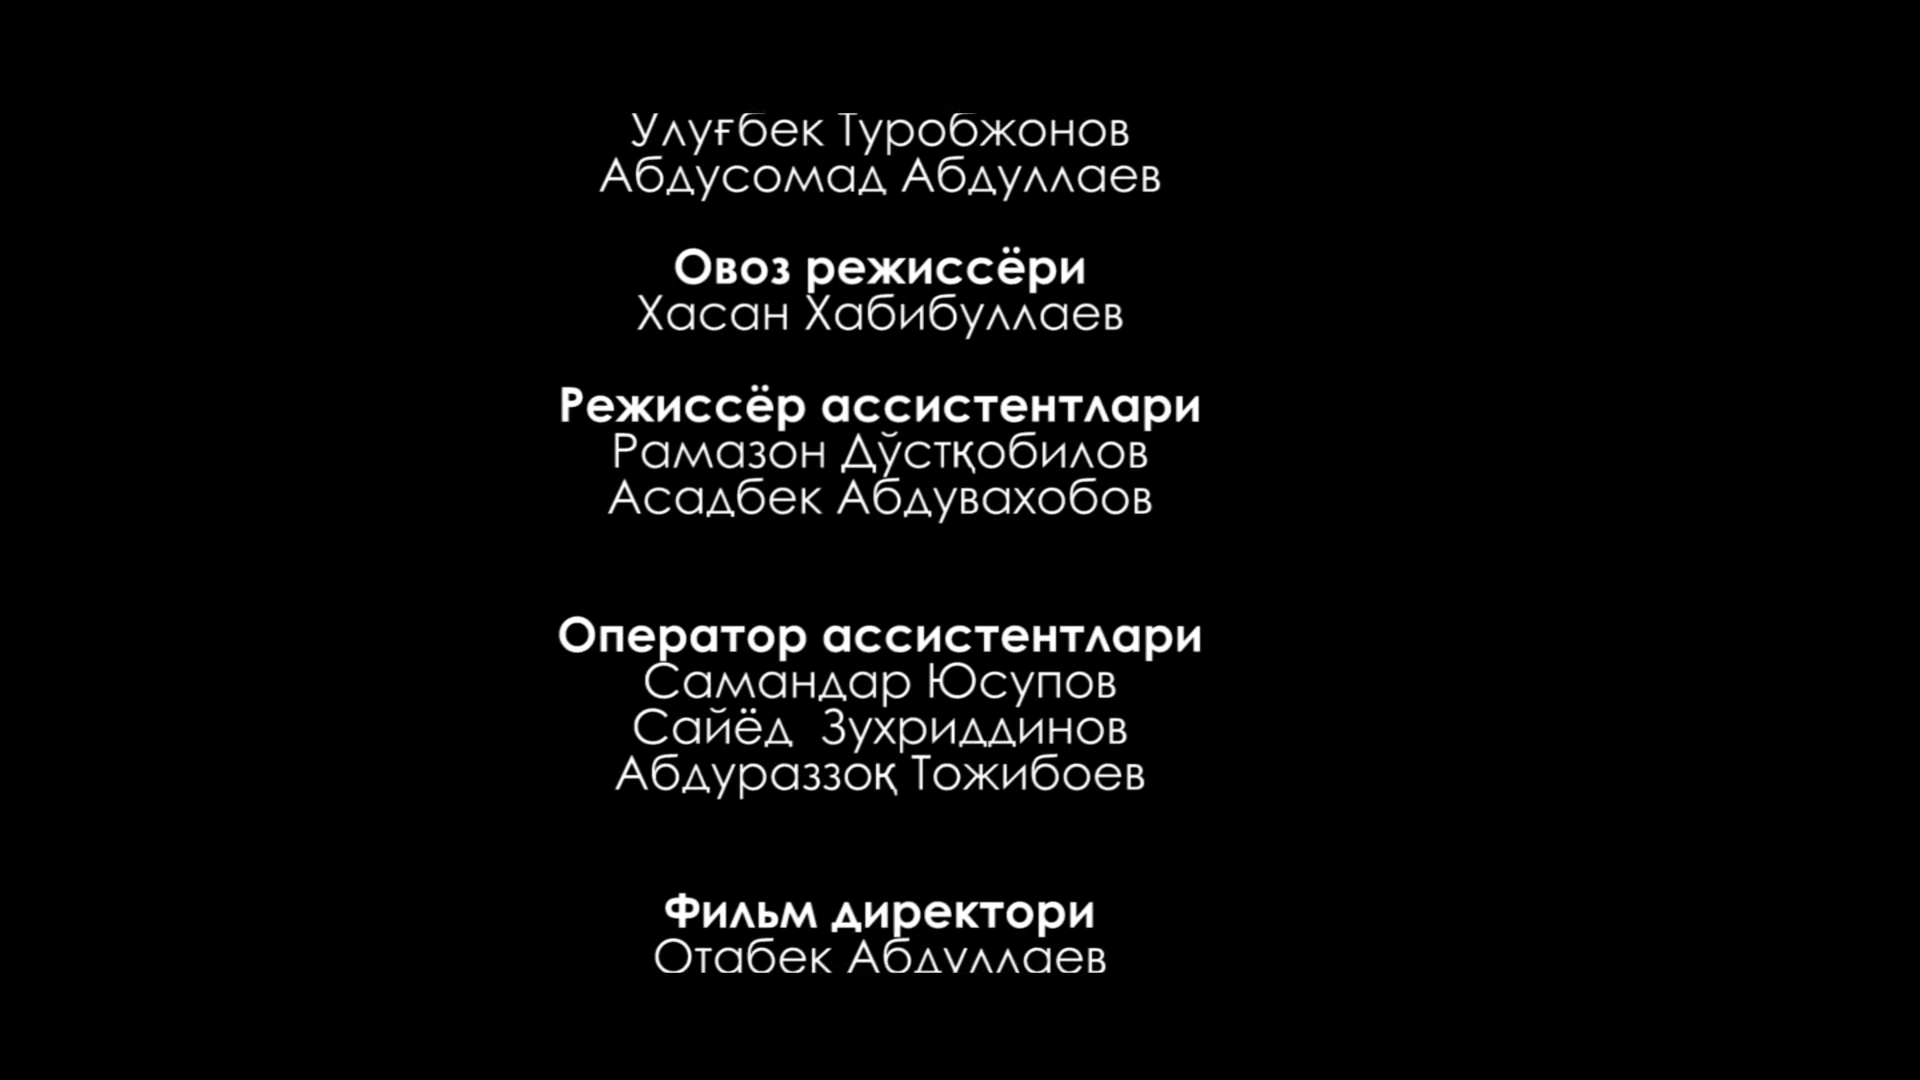 Улуғбек Туробжонов
Абдусомад Абдуллаев
Овоз режиссёри
Хасан Хабибуллаев
Режиссёр ассистентлари
Рамазон Дўстқобилов
Асадбек Абдувахобов
Оператор ассистентлари
Самандар Юсупов
Сайёд Зухриддинов
Абдураззоқ Тожибоев
Фильм директори
Отабек Абдуллаев